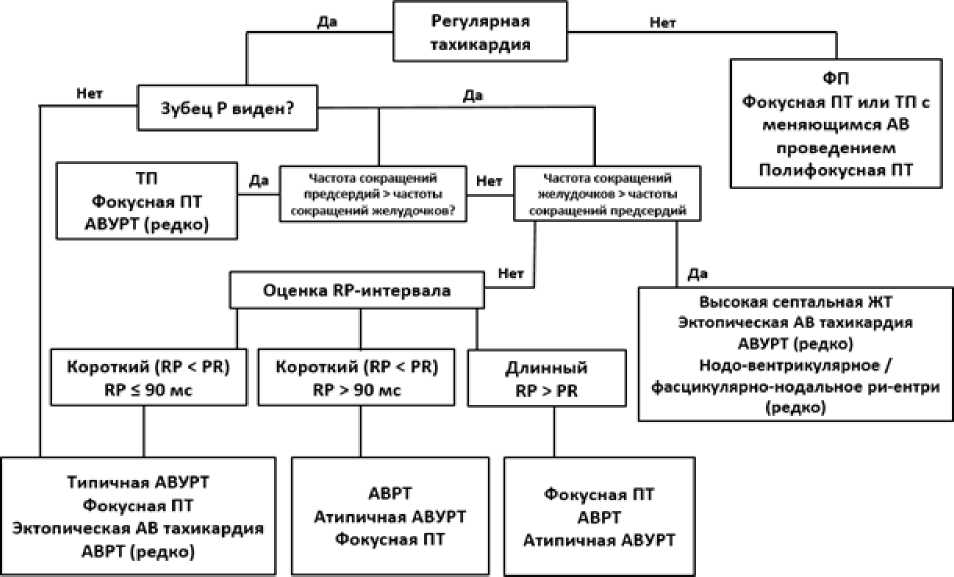 Регулярная
тахикардия
Да
Нет
ФП
Фокусная ПТ или ТП с
меняющимся АВ
проведением
Полифокусная ПТ
Зубец Р виден?
Нет
Да
ТП
Фокусная ПТ
АВУРТ (редко)
Да
Частота сокращений
предсердий > частоты
сокращений желудочков?
Нет
Частота сокращений
желудочков > частоты
сокращений предсердий
Нет
Да
Оценка RP-интервала
Высокая септальная ЖТ
Эктопическая АВ тахикардия
АВУРТ (редко)
Нодо-вентрикулярное /
фасцикулярно-нодальное ри-ентри
(редко)
Короткий (RP < PR)
RP ≤ 90 мс
Короткий (RP < PR)
RP > 90 мс
Длинный
RP > PR
Типичная АВУРТ
Фокусная ПТ
Эктопическая АВ тахикардия
АВРТ (редко)
АВРТ
Атипичная АВУРТ
Фокусная ПТ
Фокусная ПТ
АВРТ
Атипичная АВУРТ